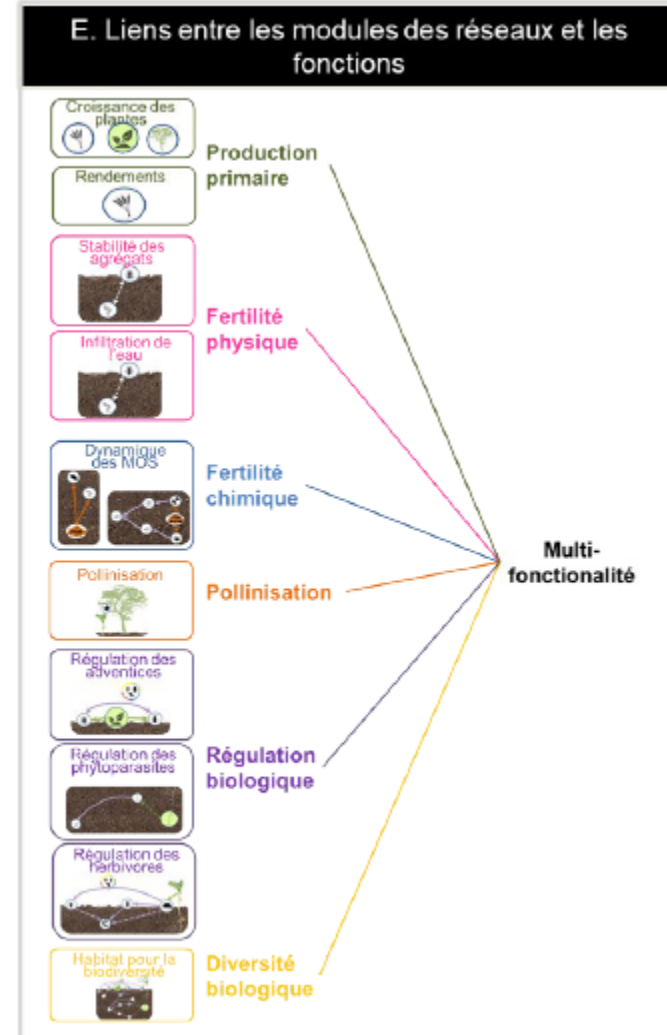 E. Liens entre les modules des réseaux et les
fonctions
Croissance des
plantes
Rendements
Production
primaire
Stabilité des
agrégats
Infiltration de
l'eau
Fertilité
physique
Dynamique
des MOS
Fertilité
chimique
Pollinisation
Pollinisation
Régulation des
adventices
Régulation des
phytoparasites
Régulation des
herbivores
Régulation
biologique
Habitat pour la
biodiversité
Diversité
biologique
Multi-
fonctionalité